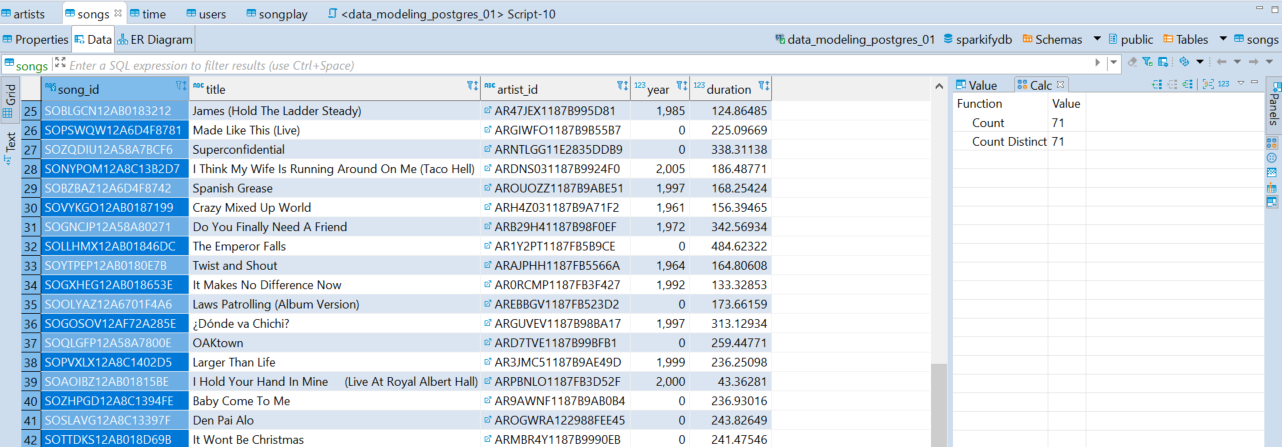 artists songs time users songplay <data_modeling_postgres_01> Script-10
Properties Data ER Diagram data_modeling_postgres_01 sparkifydb Schemas public Tables songs
songs Enter a SQL expression to filter results (use Ctrl+Space)
Grid
Text
ABC song_id ABC title ABC artist_id 123 year 123 duration
25 SOBLGCN12AB0183212 James (Hold The Ladder Steady) AR47JEX1187B995D81 1,985 124.86485
26 SOPSWQW12A6D4F8781 Made Like This (Live) ARGIWFO1187B9B55B7 0 225.09669
27 SOZQDIU12A58A7BCF6 Superconfidential ARNTLGG11E2835DDB9 0 338.31138
28 SONYPOM12A8C13B2D7 I Think My Wife Is Running Around On Me (Taco Hell) ARDNS031187B9924F0 2,005 186.48771
29 SOBZBAZ12A6D4F8742 Spanish Grease AROUOZZ1187B9ABE51 1,997 168.25424
30 SOVYKGO12AB0187199 Crazy Mixed Up World ARH4Z031187B9A71F2 1,961 156.39465
31 SOGNCJP12A58A80271 Do You Finally Need A Friend ARB29H41187B98F0EF 1,972 342.56934
32 SOLLHMX12AB01846DC The Emperor Falls AR1Y2PT1187FB5B9CE 0 484.62322
33 SOYTPEP12AB0180E7B Twist and Shout ARAJPHH1187FB5566A 1,964 164.80608
34 SOGXHEG12AB018653E It Makes No Difference Now AR0RCMP1187FB3F427 1,992 133.32853
35 SOOLYAZ12A6701F4A6 Laws Patrolling (Album Version) AREBBGV1187FB523D2 0 173.66159
36 SOGOSOV12AF72A285E ¿Dónde va Chichi? ARGUVEV1187B98BA17 1,997 313.12934
37 SOQLGFP12A58A7800E OAKtown ARD7TVE1187B99BFB1 0 259.44771
38 SOPVXLX12A8C1402D5 Larger Than Life AR3JMC51187B9AE49D 1,999 236.25098
39 SOAOIBZ12AB01815BE I Hold Your Hand In Mine (Live At Royal Albert Hall) ARPBNLO1187FB3D52F 2,000 43.36281
40 SOZHPGD12A8C1394FE Baby Come To Me AR9AWNF1187B9AB0B4 0 236.93016
41 SOSLAVG12A8C13397F Den Pai Alo AROGWRA122988FEE45 0 243.82649
42 SOTTDKS12AB018D69B It Wont Be Christmas ARMBR4Y1187B9990EB 0 241.47546
Value Calc
Function Value
Count 71
Count Distinct 71
Panels